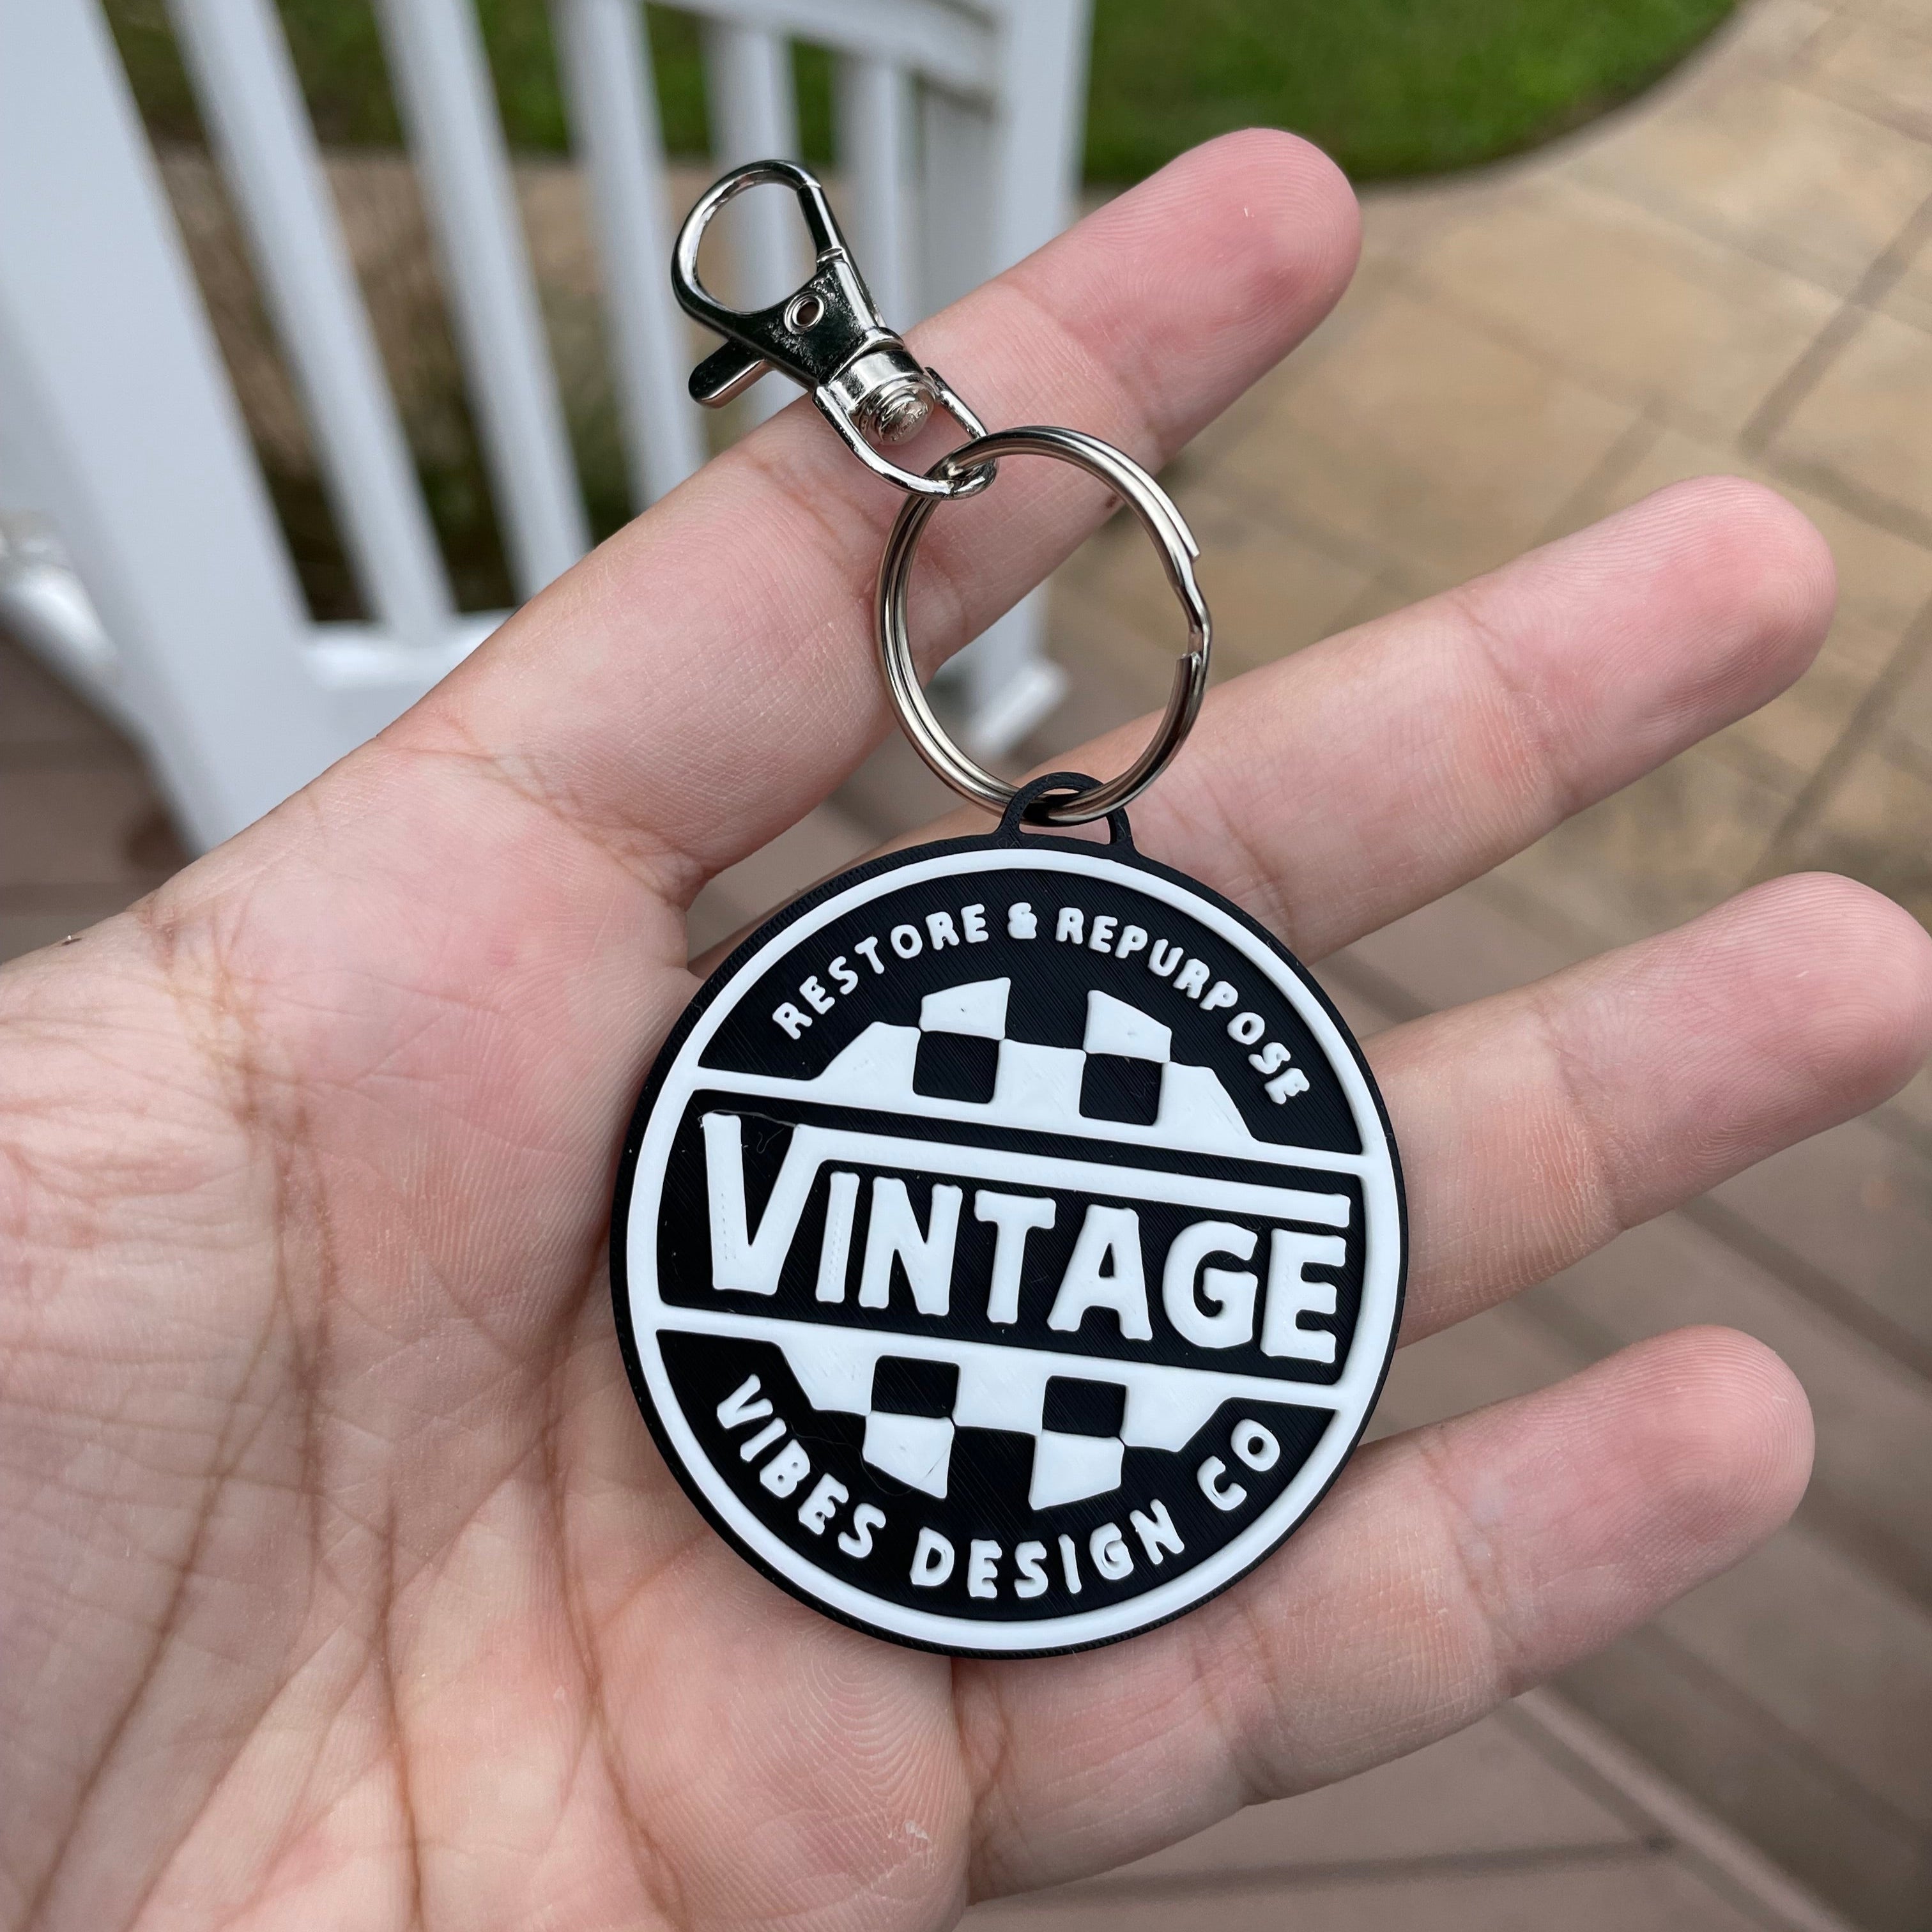 RESTORE & REPURPOSE
VINTAGE
VIBES DESIGN CO